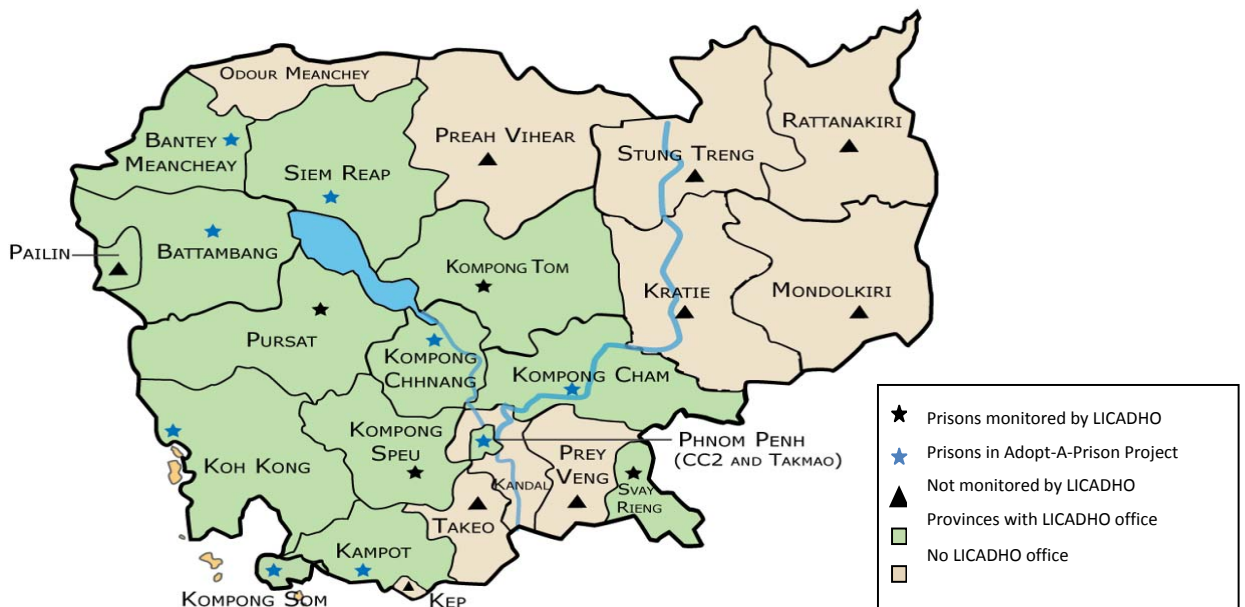 ODOUR MEANCHEY
BANTEY
MEANCHEAY
SIEM REAP
PREAH VIHEAR
STUNG TRENG
RATTANAKIRI
PAILIN
BATTAMBANG
KOMPONG TOM
KRATIE
MONDOLKIRI
PURSAT
KOMPONG
CHHNANG
KOMPONG CHAM
KOH KONG
KOMPONG
SPEU
PHNOM PENH
(CC2 AND TAKMAO)
PREY
VENG
KANDAL
SVAY
RIENG
TAKEO
KAMPOT
KOMPONG SOM
KEP
Prisons monitored by LICADHO
Prisons in Adopt-A-Prison Project
Not monitored by LICADHO
Provinces with LICADHO office
No LICADHO office